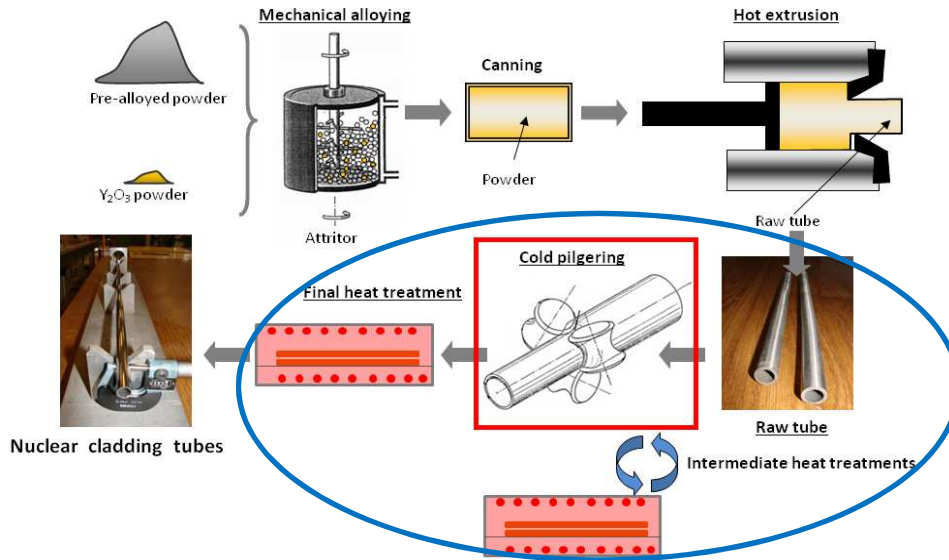 Mechanical alloying
Hot extrusion
Pre-alloyed powder
Canning
Powder
Y₂O₃ powder
Attritor
Raw tube
Cold pilgering
Final heat treatment
Raw tube
Nuclear cladding tubes
Intermediate heat treatments